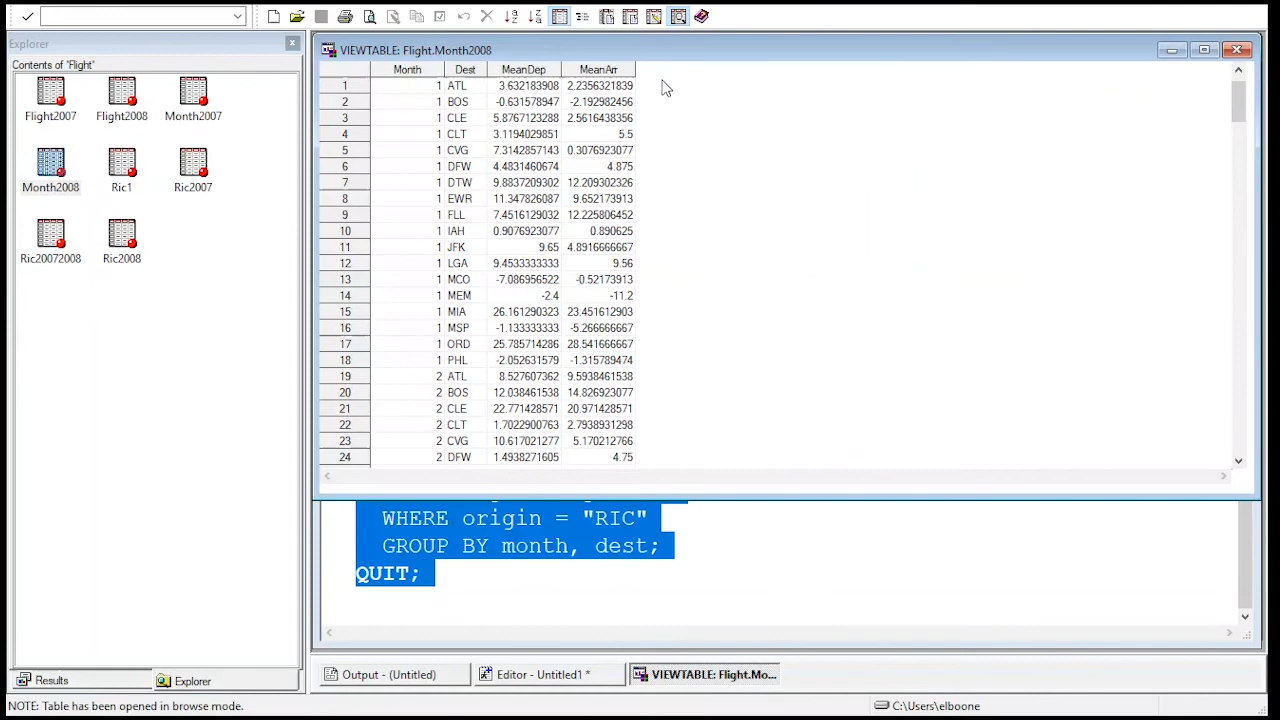 Explorer
Contents of 'Flight'
Flight2007 Flight2008 Month2007
Month2008 Ric1 Ric2007
Ric20072008 Ric2008
VIEWTABLE: Flight.Month2008
Month Dest MeanDep MeanArr
1 1 ATL 3.632183908 2.2356321839
2 1 BOS -0.631578947 -2.192982456
3 1 CLE 5.8767123288 2.5616438356
4 1 CLT 3.1194029851 5.5
5 1 CVG 7.3142857143 0.3076923077
6 1 DFW 4.4831460674 4.875
7 1 DTW 9.8837209302 12.209302326
8 1 EWR 11.347826087 9.652173913
9 1 FLL 7.4516129032 12.225806452
10 1 IAH 0.9076923077 0.890625
11 1 JFK 9.65 4.8916666667
12 1 LGA 9.4533333333 9.56
13 1 MCO -7.086956522 -0.52173913
14 1 MEM -2.4 -11.2
15 1 MIA 26.161290323 23.451612903
16 1 MSP -1.133333333 -5.266666667
17 1 ORD 25.785714286 28.541666667
18 1 PHL -2.052631579 -1.315789474
19 2 ATL 8.527607362 9.5938461538
20 2 BOS 12.038461538 14.826923077
21 2 CLE 22.771428571 20.971428571
22 2 CLT 1.7022900763 2.7938931298
23 2 CVG 10.617021277 5.170212766
24 2 DFW 1.4938271605 4.75
WHERE origin = "RIC"
GROUP BY month, dest;
QUIT;
Results Explorer
Output - (Untitled) Editor - Untitled1 * VIEWTABLE: Flight.Mo...
NOTE: Table has been opened in browse mode. C:\Users\elboone